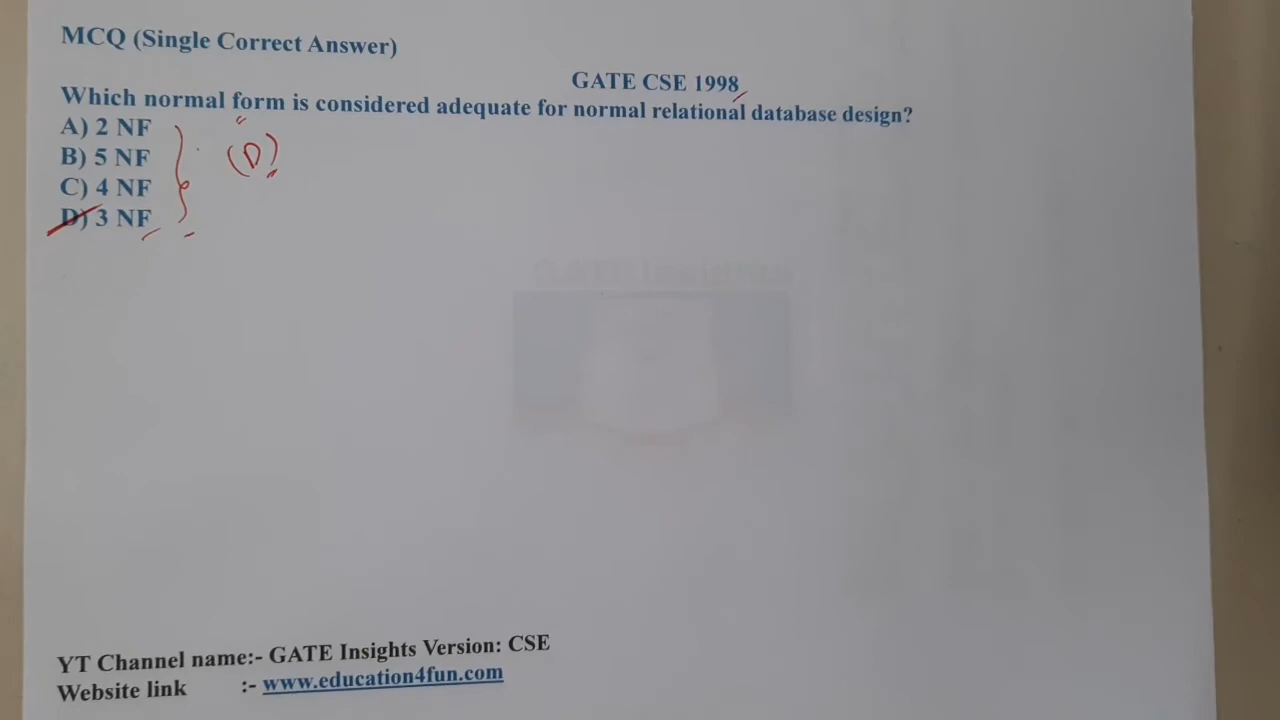 MCQ (Single Correct Answer)
GATE CSE 1998
Which normal form is considered adequate for normal relational database design?
A) 2 NF
B) 5 NF
C) 4 NF
D) 3 NF
(D)
YT Channel name:- GATE Insights Version: CSE
Website link :- www.education4fun.com